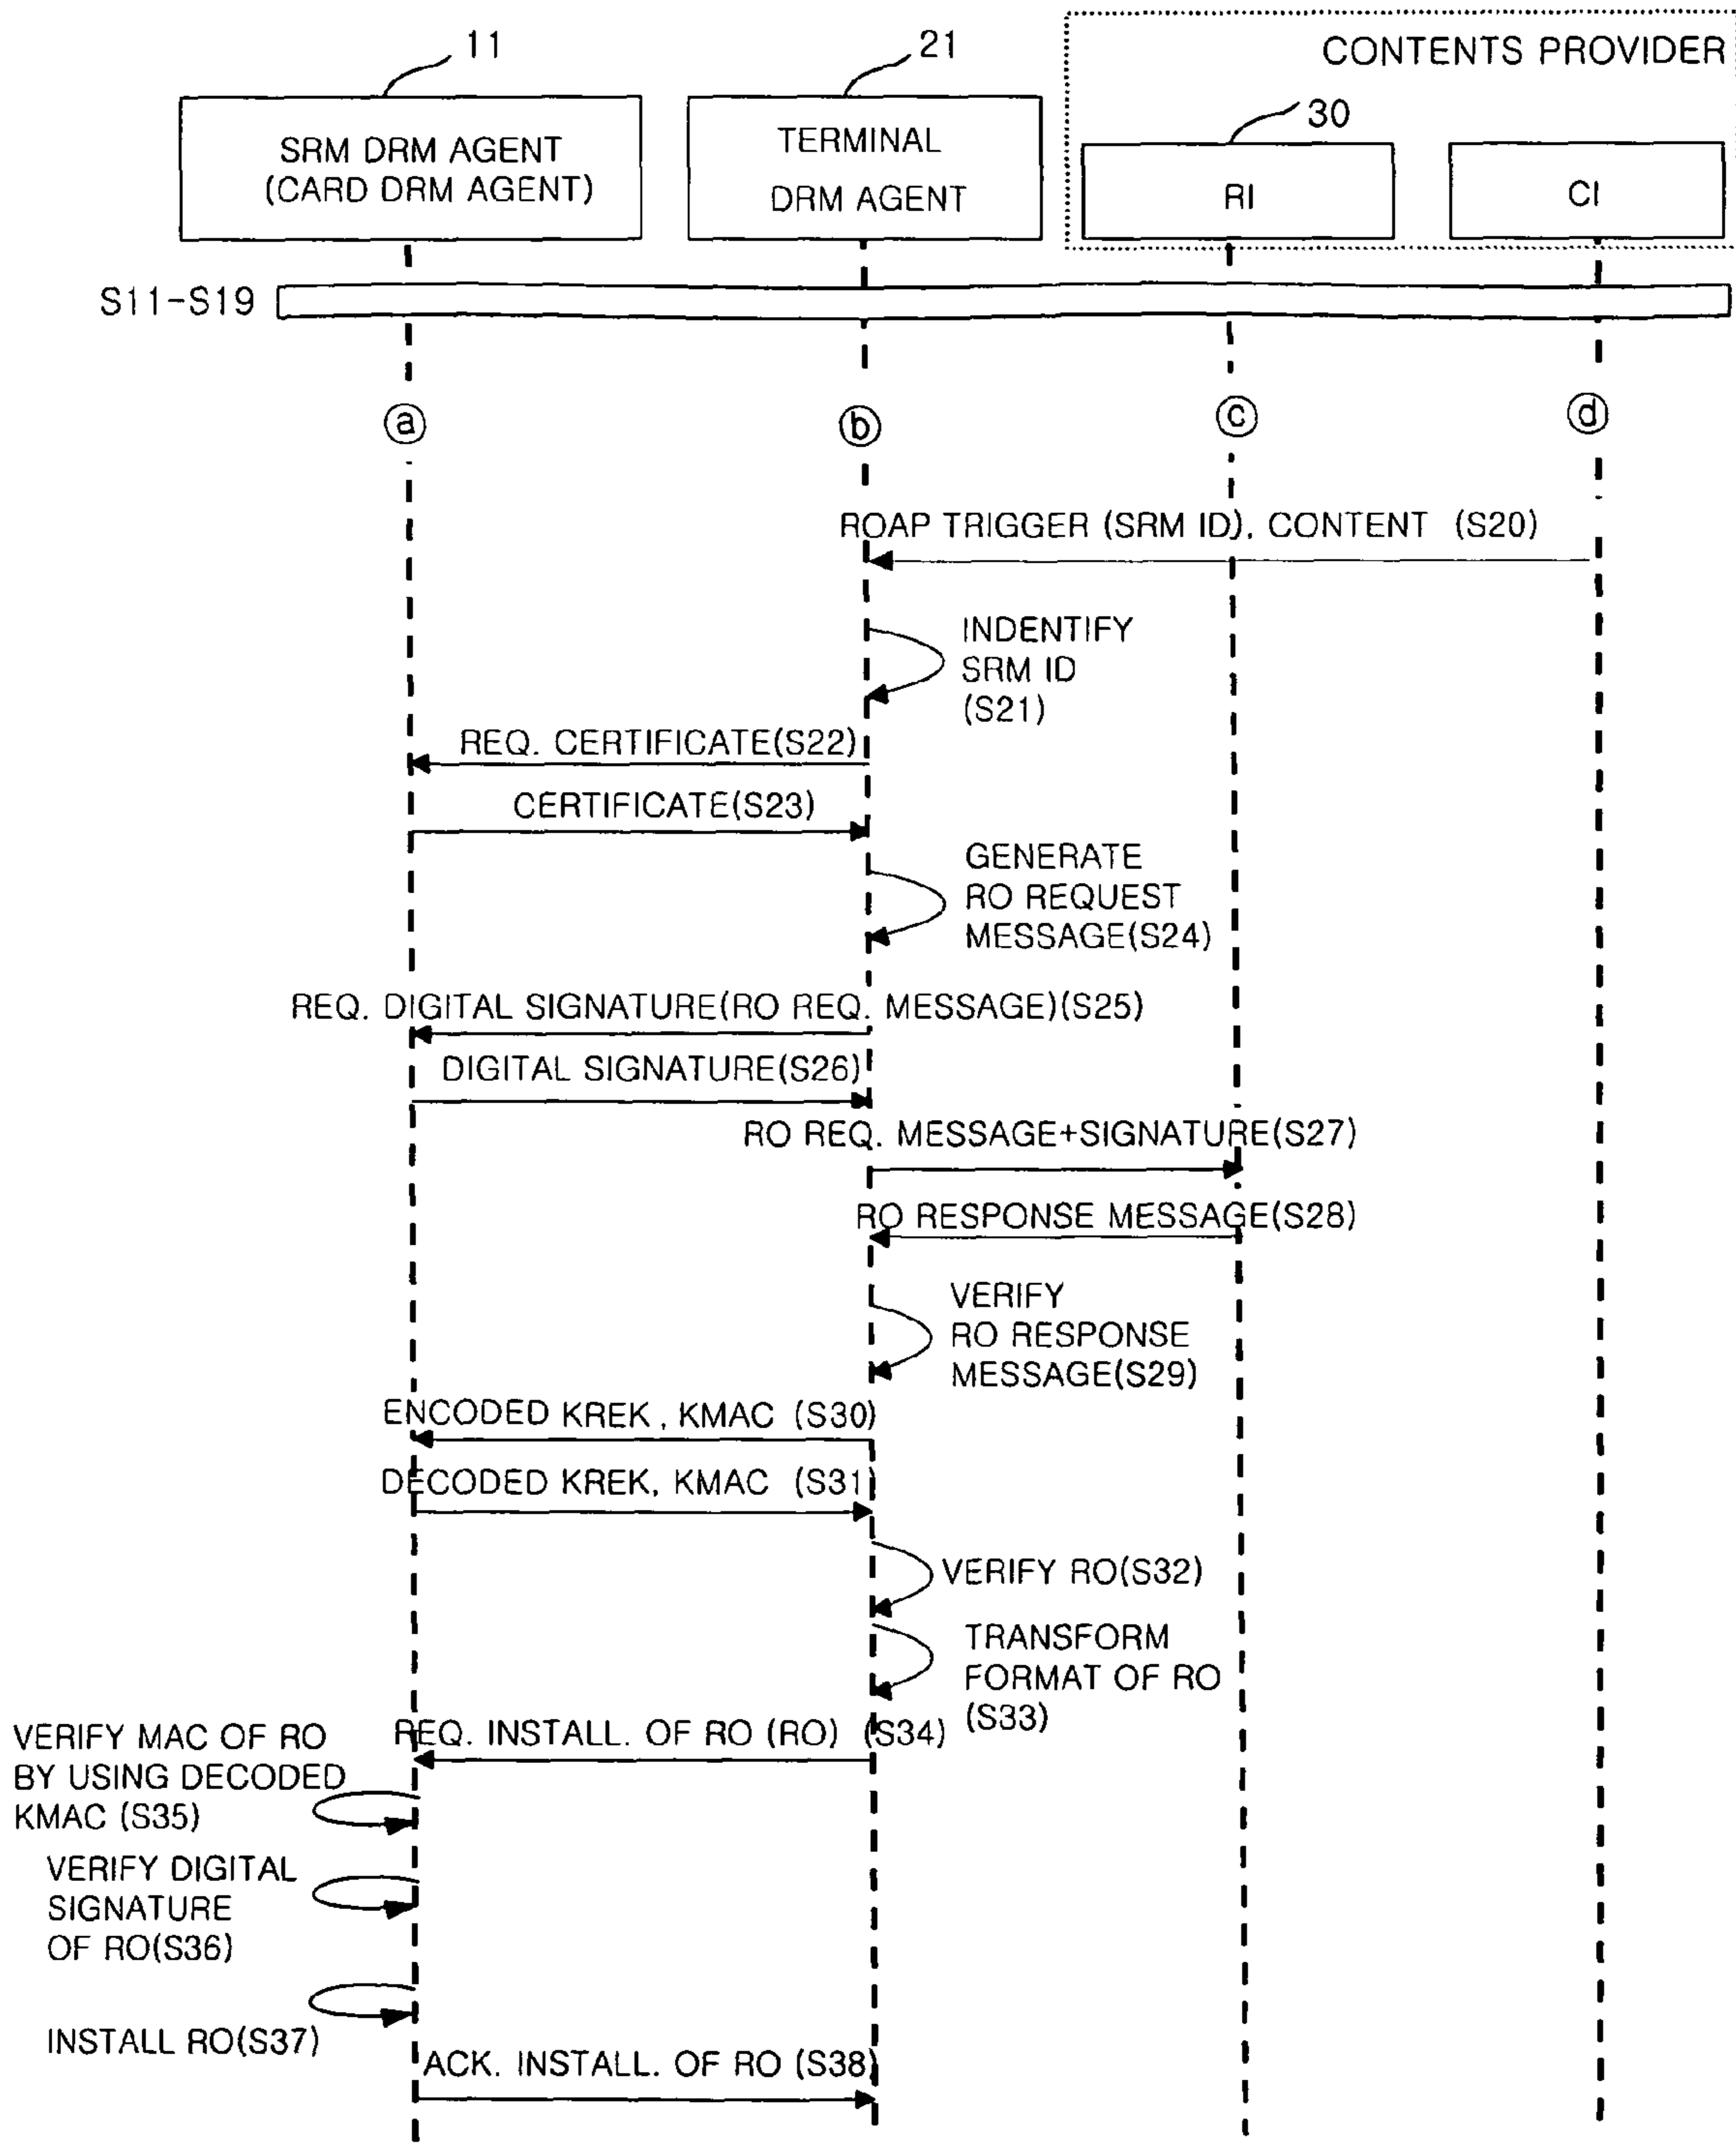 11
21
CONTENTS PROVIDER
30
SRM DRM AGENT
(CARD DRM AGENT)
TERMINAL
DRM AGENT
RI
CI
S11-S19
ⓐ
ⓑ
ⓒ
ⓓ
ROAP TRIGGER (SRM ID), CONTENT (S20)
INDENTIFY
SRM ID
(S21)
REQ. CERTIFICATE(S22)
CERTIFICATE(S23)
GENERATE
RO REQUEST
MESSAGE(S24)
REQ. DIGITAL SIGNATURE(RO REQ. MESSAGE)(S25)
DIGITAL SIGNATURE(S26)
RO REQ. MESSAGE+SIGNATURE(S27)
RO RESPONSE MESSAGE(S28)
VERIFY
RO RESPONSE
MESSAGE(S29)
ENCODED KREK, KMAC (S30)
DECODED KREK, KMAC (S31)
VERIFY RO(S32)
TRANSFORM
FORMAT OF RO
(S33)
REQ. INSTALL. OF RO (RO) (S34)
VERIFY MAC OF RO
BY USING DECODED
KMAC (S35)
VERIFY DIGITAL
SIGNATURE
OF RO(S36)
INSTALL RO(S37)
ACK. INSTALL. OF RO (S38)